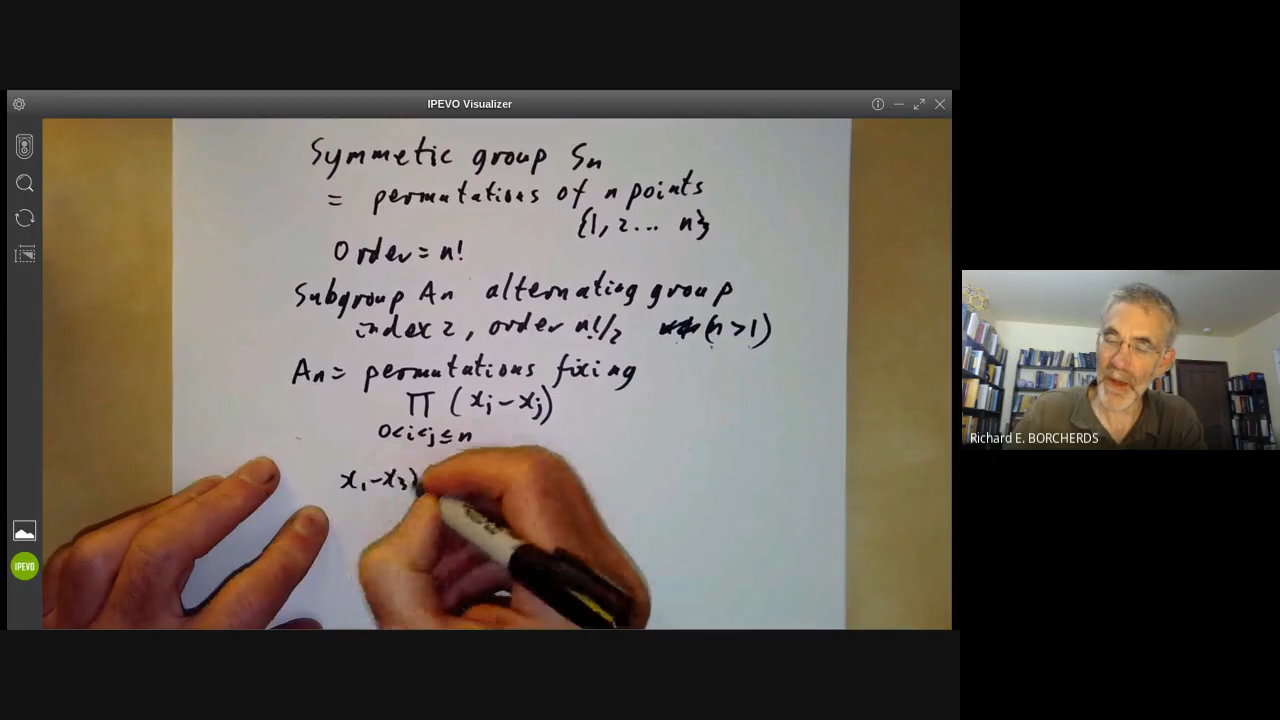 IPEVO Visualizer
Symmetic group Sn
= permutations of n points
{1, 2... n}
Order = n!
Subgroup An alternating group
index 2, order n!/2 (n > 1)
An = permutations fixing
∏ (xi - xj)
0<i<j≤n
x1-x3)
Richard E. BORCHERDS
IPEVO